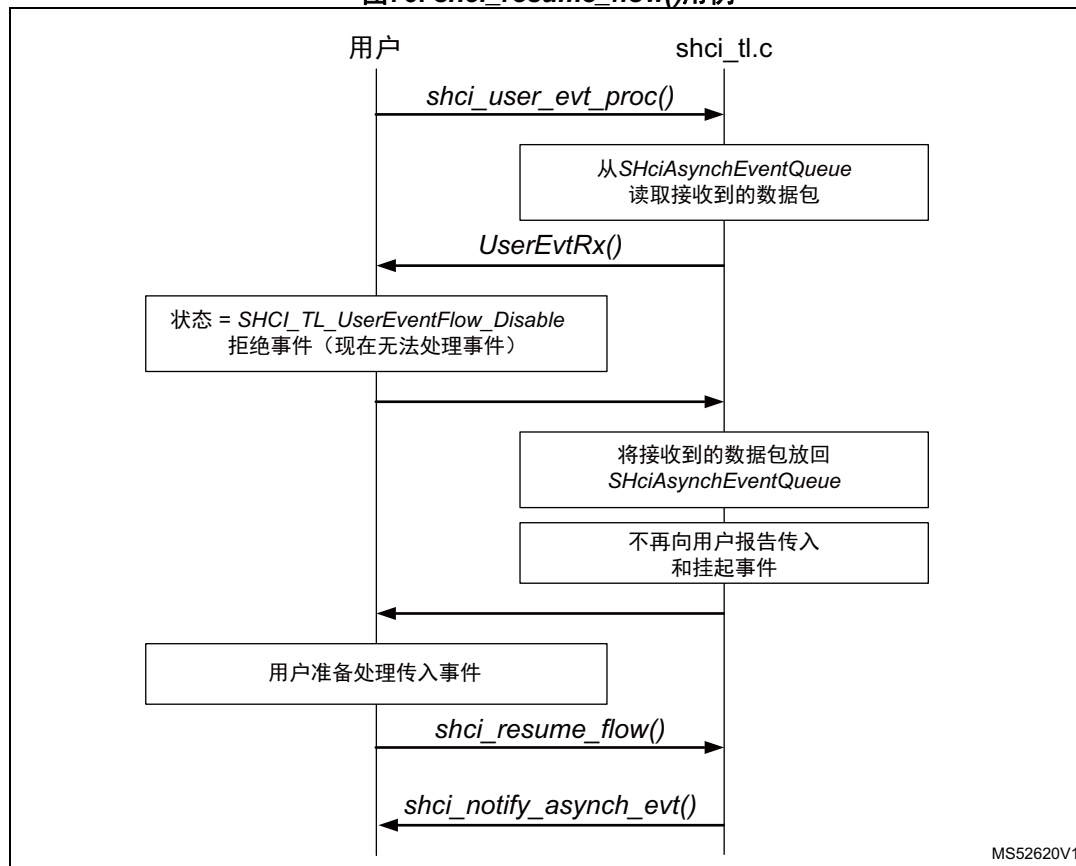 用户
shci_tl.c
shci_user_evt_proc()
从SHciAsynchEventQueue
读取接收到的数据包
UserEvtRx()
状态 = SHCI_TL_UserEventFlow_Disable
拒绝事件（现在无法处理事件）
将接收到的数据包放回
SHciAsynchEventQueue
不再向用户报告传入
和挂起事件
用户准备处理传入事件
shci_resume_flow()
shci_notify_asynch_evt()
MS52620V1